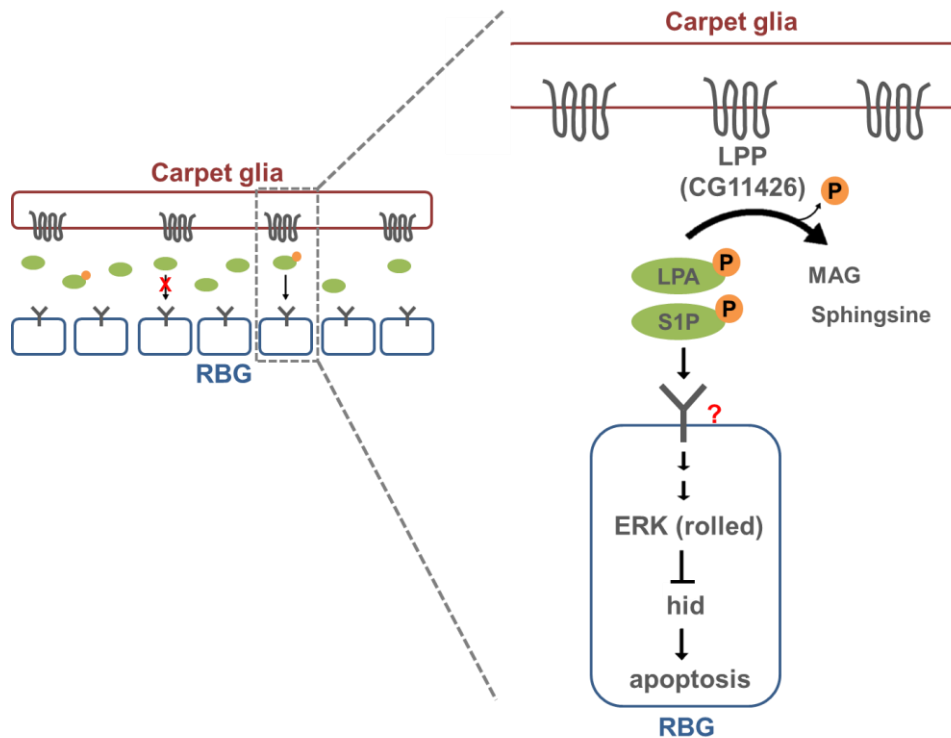 Carpet glia
RBG
Carpet glia
LPP
(CG11426)
P
LPA P
MAG
S1P P
Sphingsine
?
ERK (rolled)
hid
apoptosis
RBG